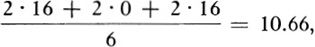 2 · 16 + 2 · 0 + 2 · 16
6
= 10.66,